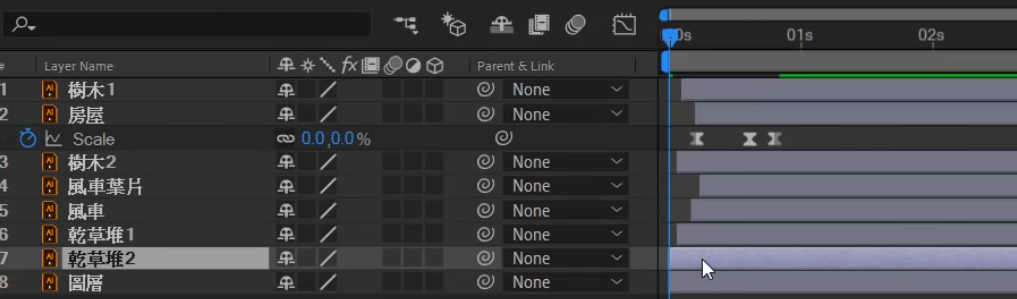 :00s 01s 02s
# Layer Name fx Parent & Link
1 樹木1 None
2 房屋 None
Scale 0.0,0.0%
3 樹木2 None
4 風車葉片 None
5 風車 None
6 乾草堆1 None
7 乾草堆2 None
8 圖層 None